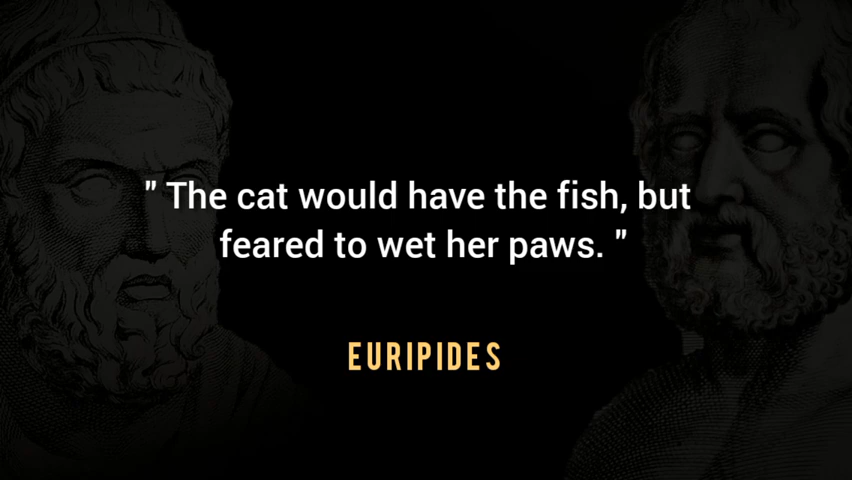 " The cat would have the fish, but
feared to wet her paws. "
EURIPIDES